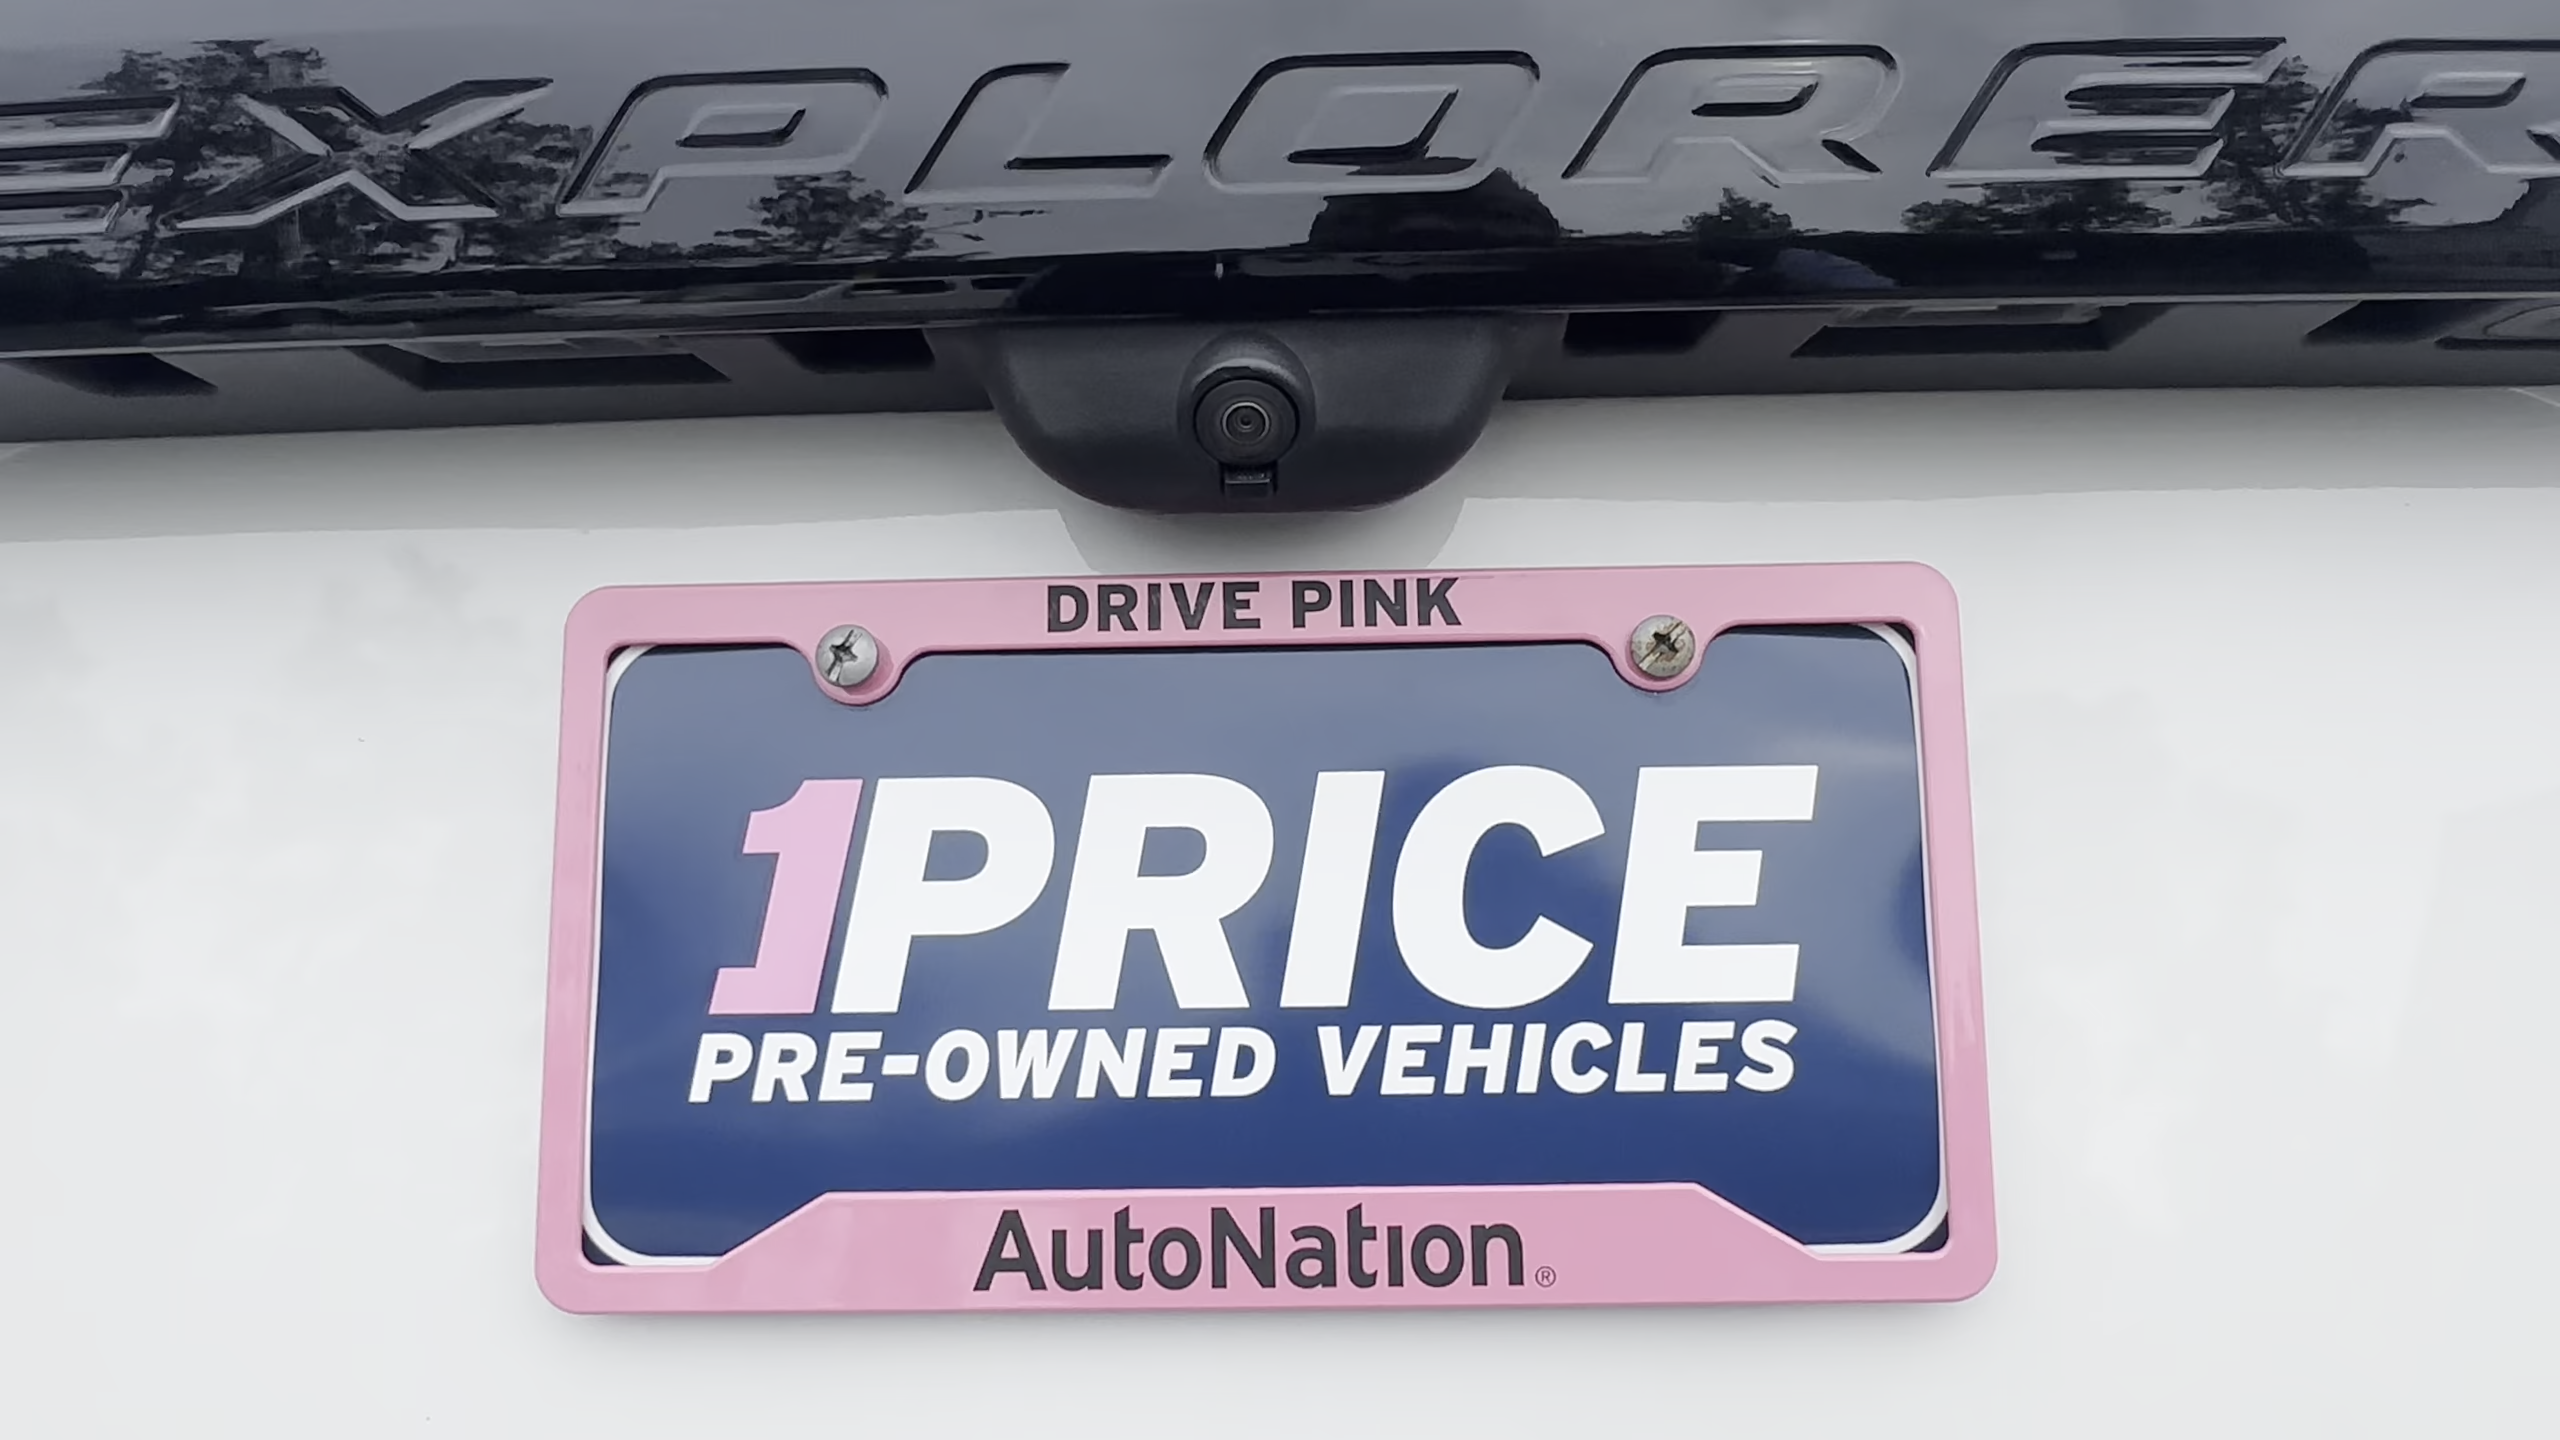 EXPLORER
DRIVE PINK
1PRICE
PRE-OWNED VEHICLES
AutoNation®